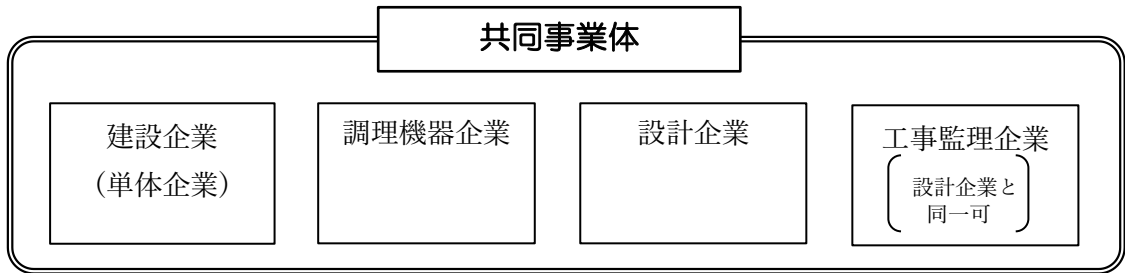 共同事業体
建設企業
（単体企業）
調理機器企業
設計企業
工事監理企業
設計企業と
同一可